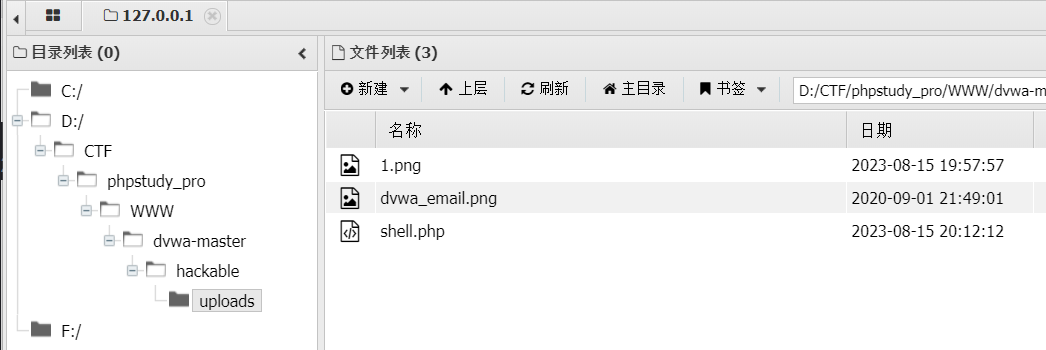 127.0.0.1
目录列表 (0)
C:/
D:/
CTF
phpstudy_pro
WWW
dvwa-master
hackable
uploads
F:/
文件列表 (3)
新建 上层 刷新 主目录 书签 D:/CTF/phpstudy_pro/WWW/dvwa-m
名称 日期
1.png 2023-08-15 19:57:57
dvwa_email.png 2020-09-01 21:49:01
shell.php 2023-08-15 20:12:12